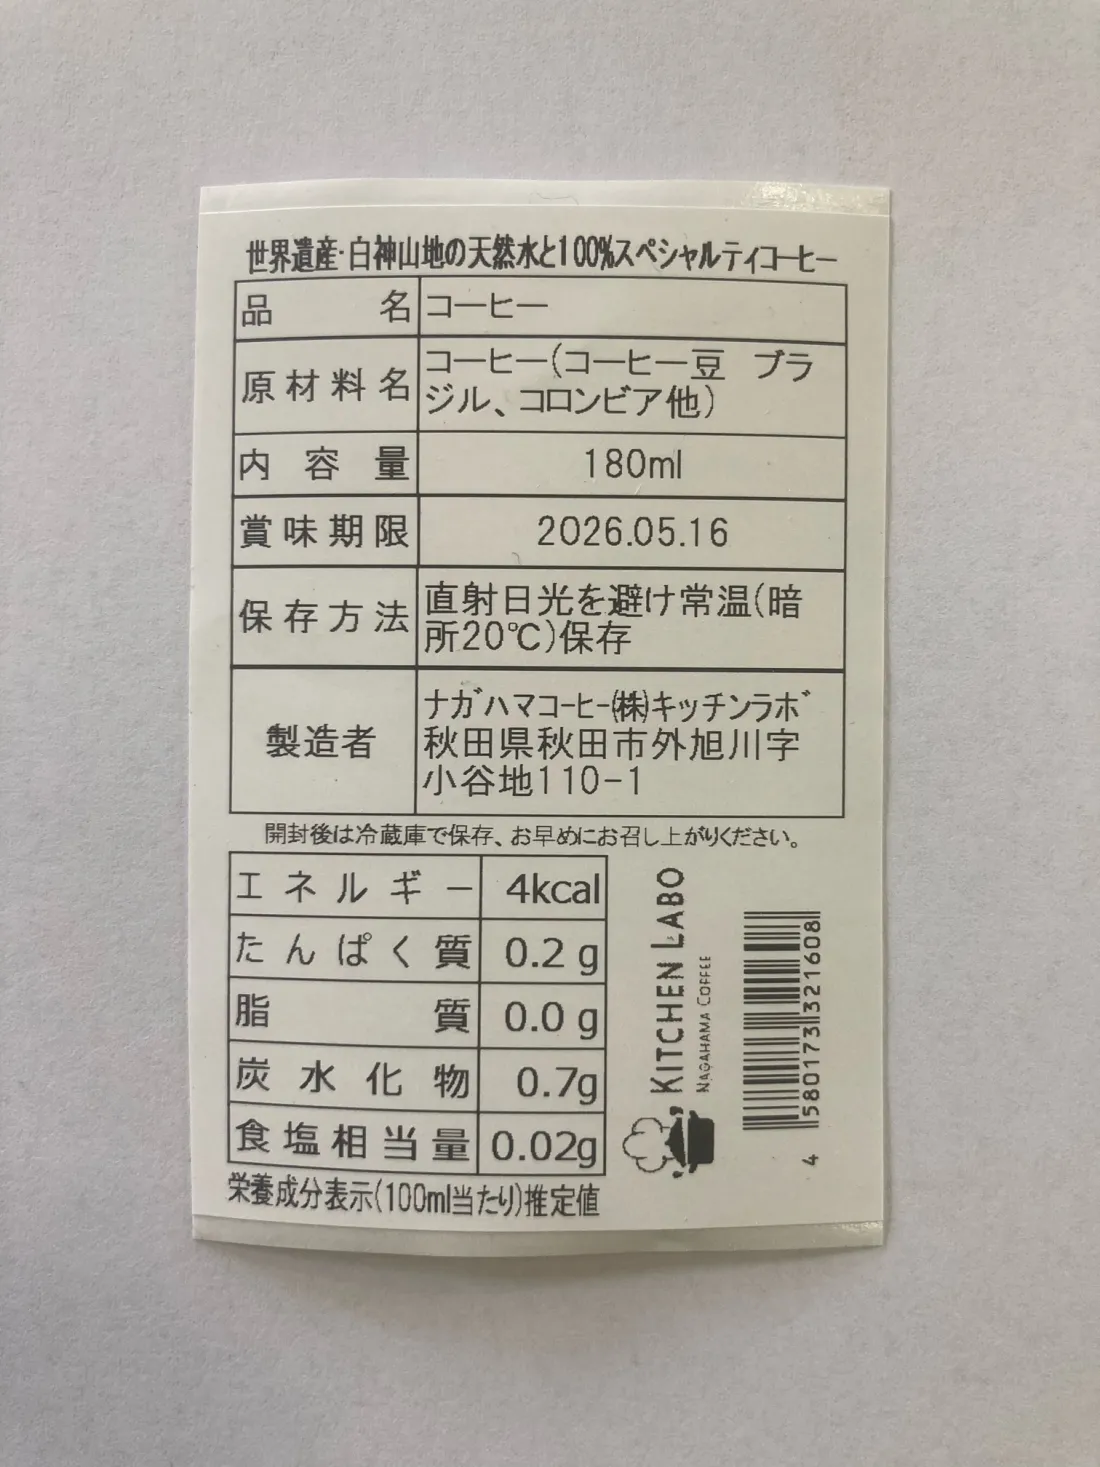 世界遺産・白神山地の天然水と100%スペシャルティコーヒー
品名 コーヒー
原材料名 コーヒー(コーヒー豆　ブラ
ジル、コロンビア他)
内容量 180ml
賞味期限 2026.05.16
保存方法 直射日光を避け常温(暗
所20℃)保存
製造者 ナガハマコーヒー㈱キッチンラボ
秋田県秋田市外旭川字
小谷地110-1
開封後は冷蔵庫で保存、お早めにお召し上がりください。
エネルギー 4kcal
たんぱく質 0.2 g
脂質 0.0 g
炭水化物 0.7g
食塩相当量 0.02g
栄養成分表示(100ml当たり)推定値
KITCHEN LABO
NAGAHAMA COFFEE
4 580173 321608